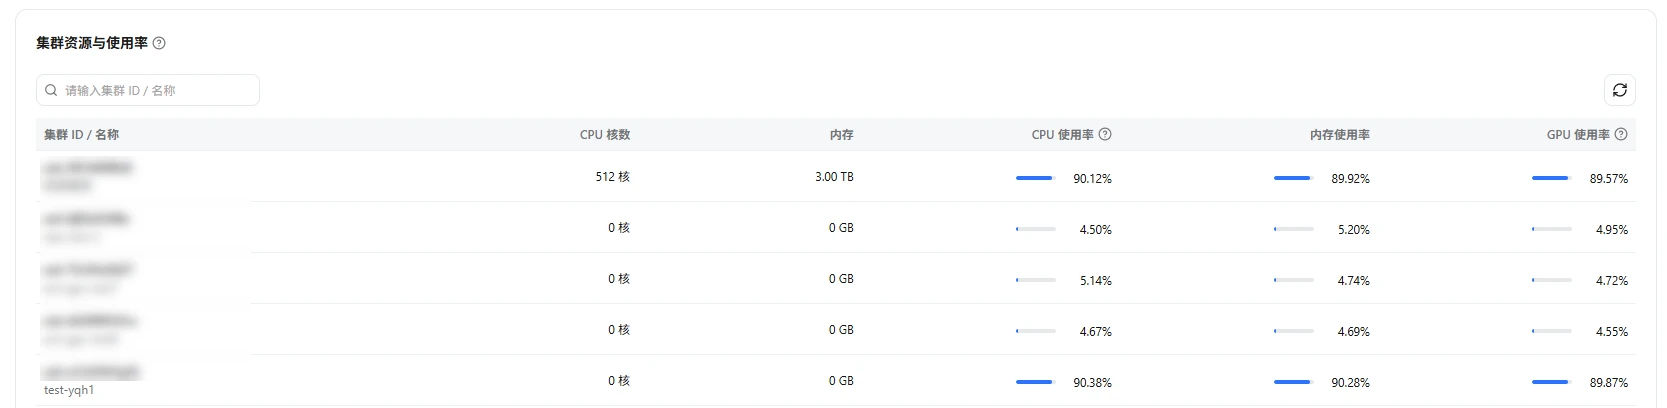 集群资源与使用率
请输入集群 ID / 名称
集群 ID / 名称 CPU 核数 内存 CPU 使用率 内存使用率 GPU 使用率
512 核 3.00 TB 90.12% 89.92% 89.57%
0 核 0 GB 4.50% 5.20% 4.95%
0 核 0 GB 5.14% 4.74% 4.72%
0 核 0 GB 4.67% 4.69% 4.55%
0 核 0 GB 90.38% 90.28% 89.87%
test-yqh1